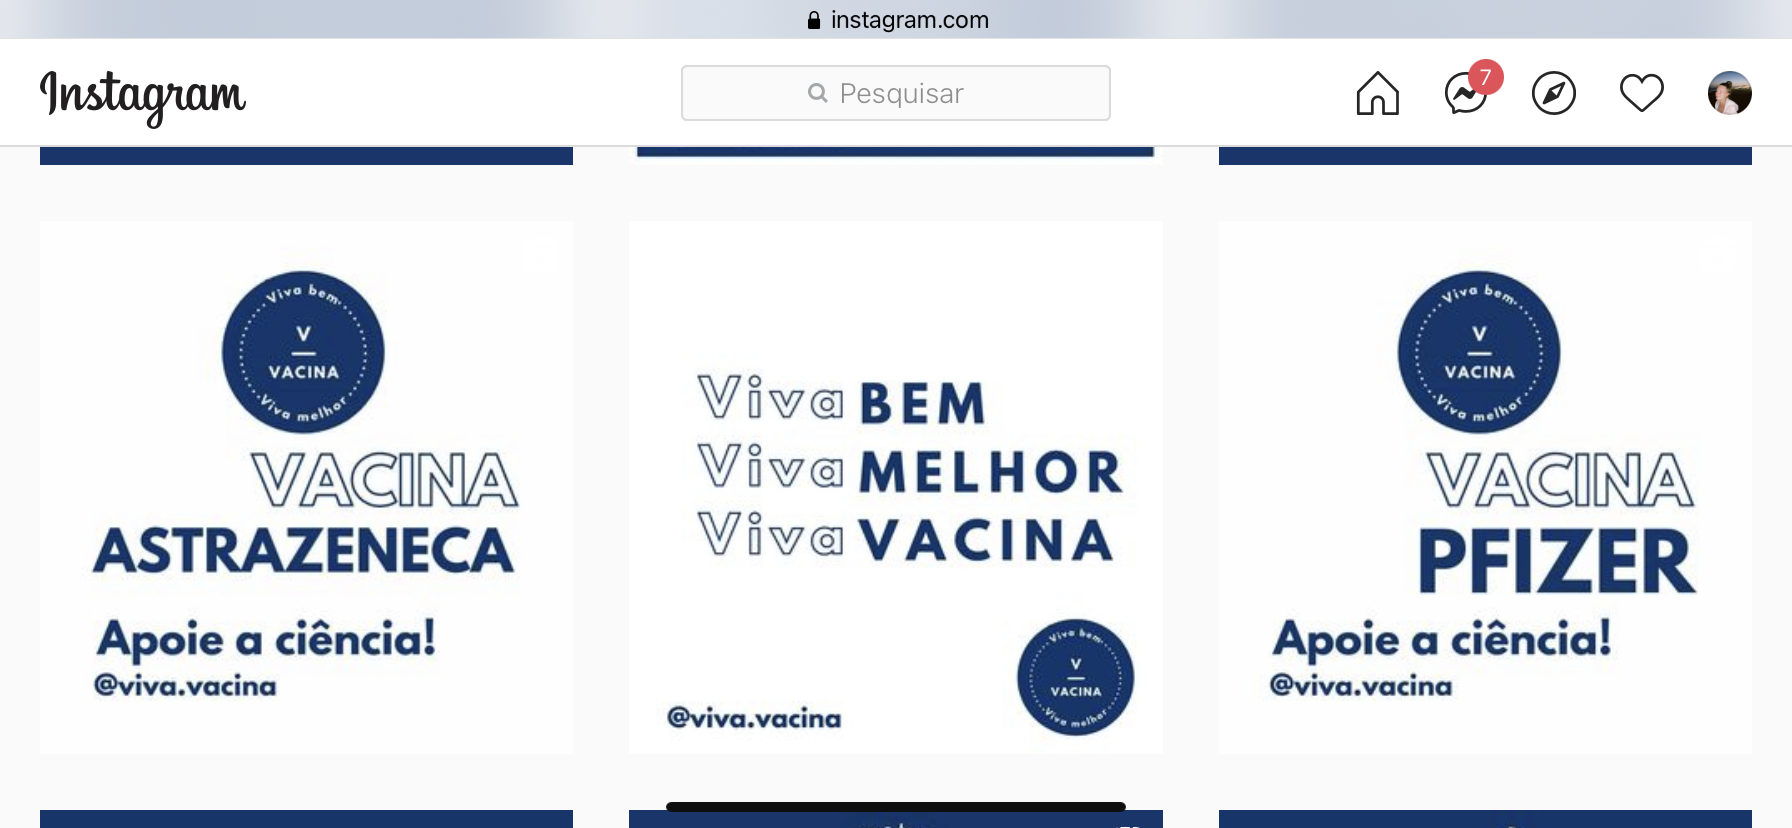 instagram.com
Instagram
Pesquisar
7
Viva bem
V
VACINA
Viva melhor
VACINA
ASTRAZENECA
Apoie a ciência!
@viva.vacina
Viva BEM
Viva MELHOR
Viva VACINA
@viva.vacina
Viva bem
V
VACINA
Viva melhor
Viva bem
V
VACINA
Viva melhor
VACINA
PFIZER
Apoie a ciência!
@viva.vacina